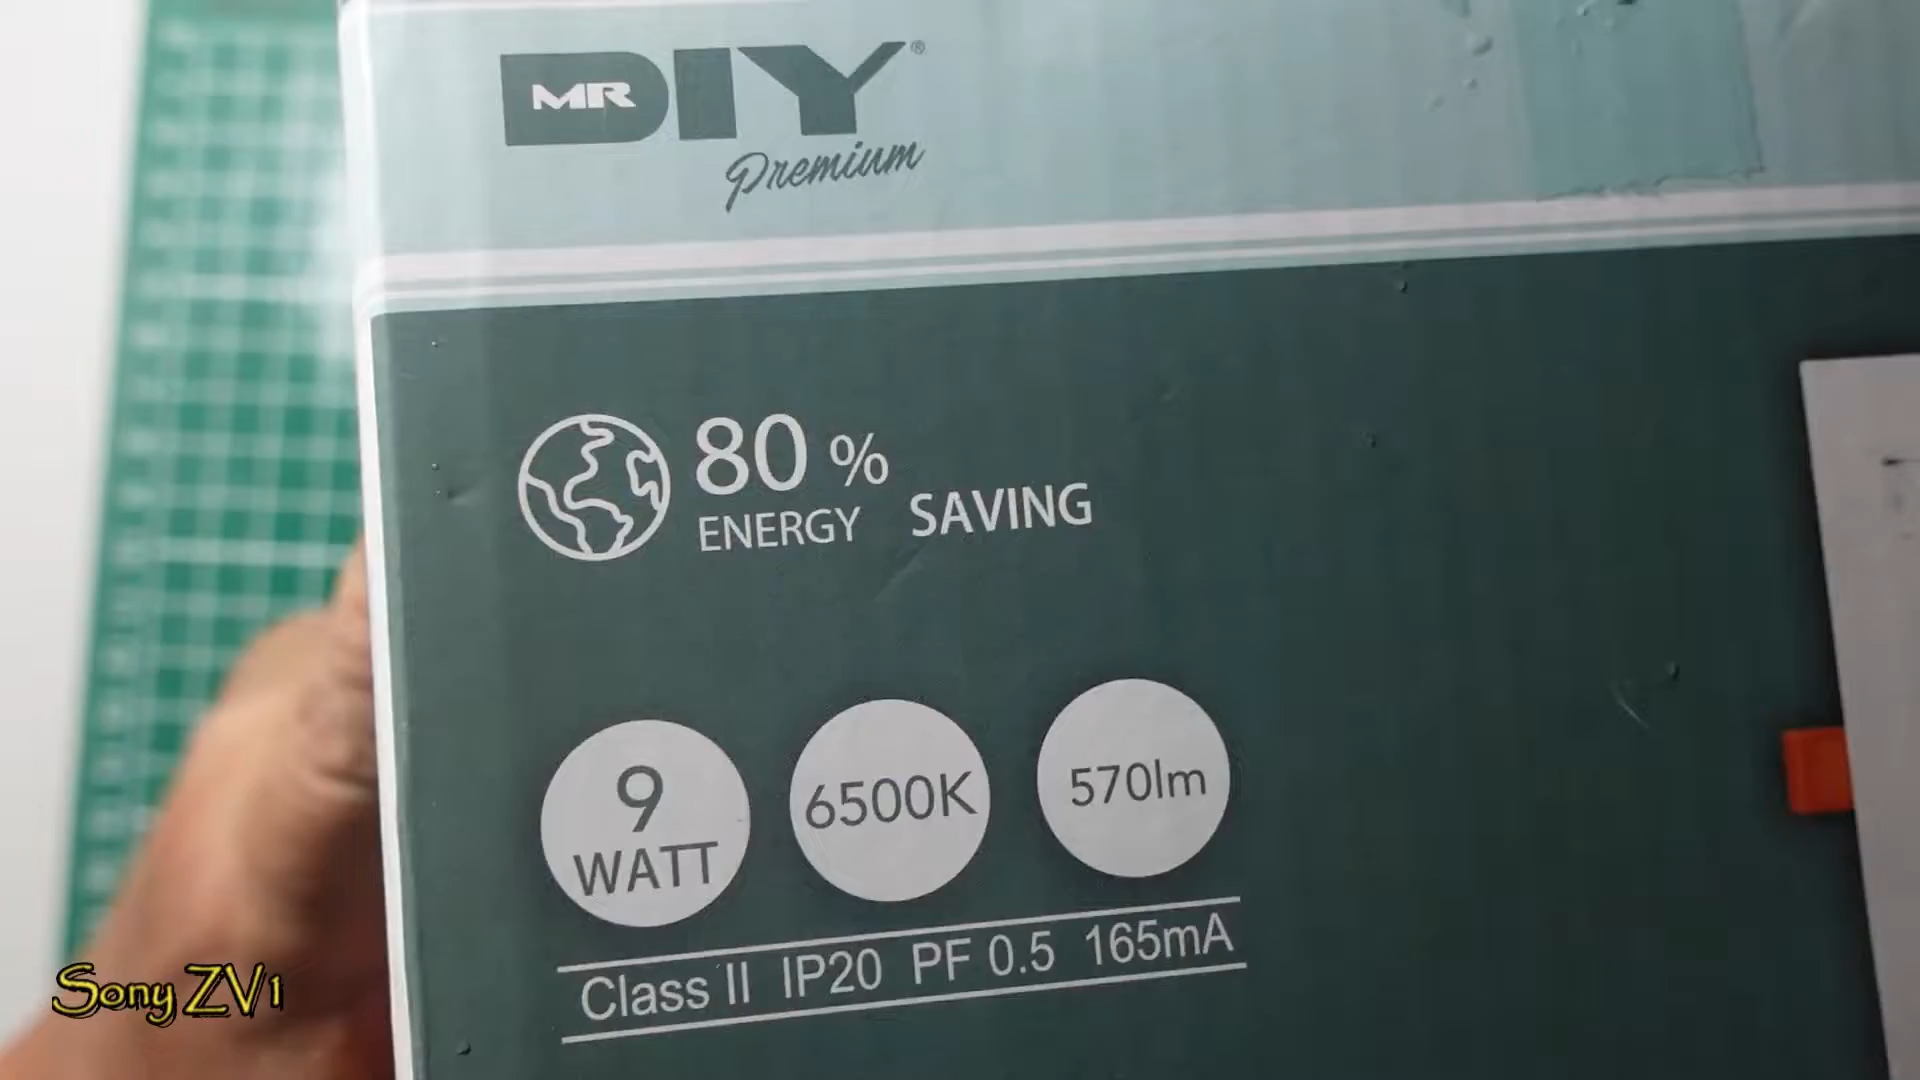 MR DIY®
Premium
80 %
ENERGY SAVING
9
WATT
6500K
570lm
Class II IP20 PF 0.5 165mA
Sony ZV1